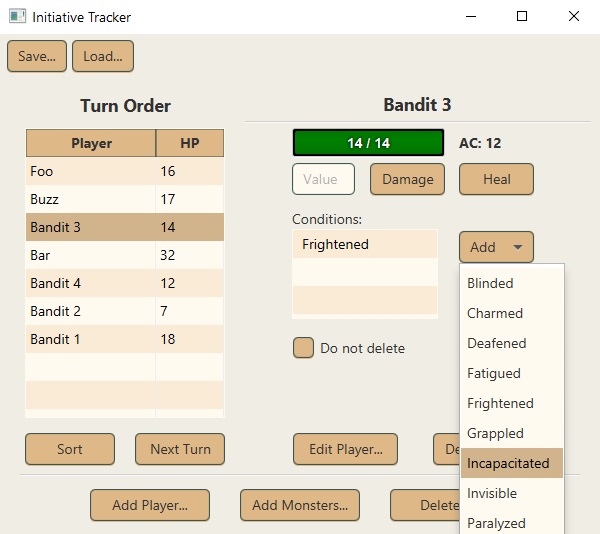 Initiative Tracker
Save... Load...
Turn Order
Player HP
Foo 16
Buzz 17
Bandit 3 14
Bar 32
Bandit 4 12
Bandit 2 7
Bandit 1 18
Sort Next Turn
Bandit 3
14 / 14 AC: 12
Value Damage Heal
Conditions:
Frightened
Add
Blinded
Charmed
Deafened
Fatigued
Frightened
Grappled
Incapacitated
Invisible
Paralyzed
Do not delete
Edit Player...
Add Player... Add Monsters... Delete